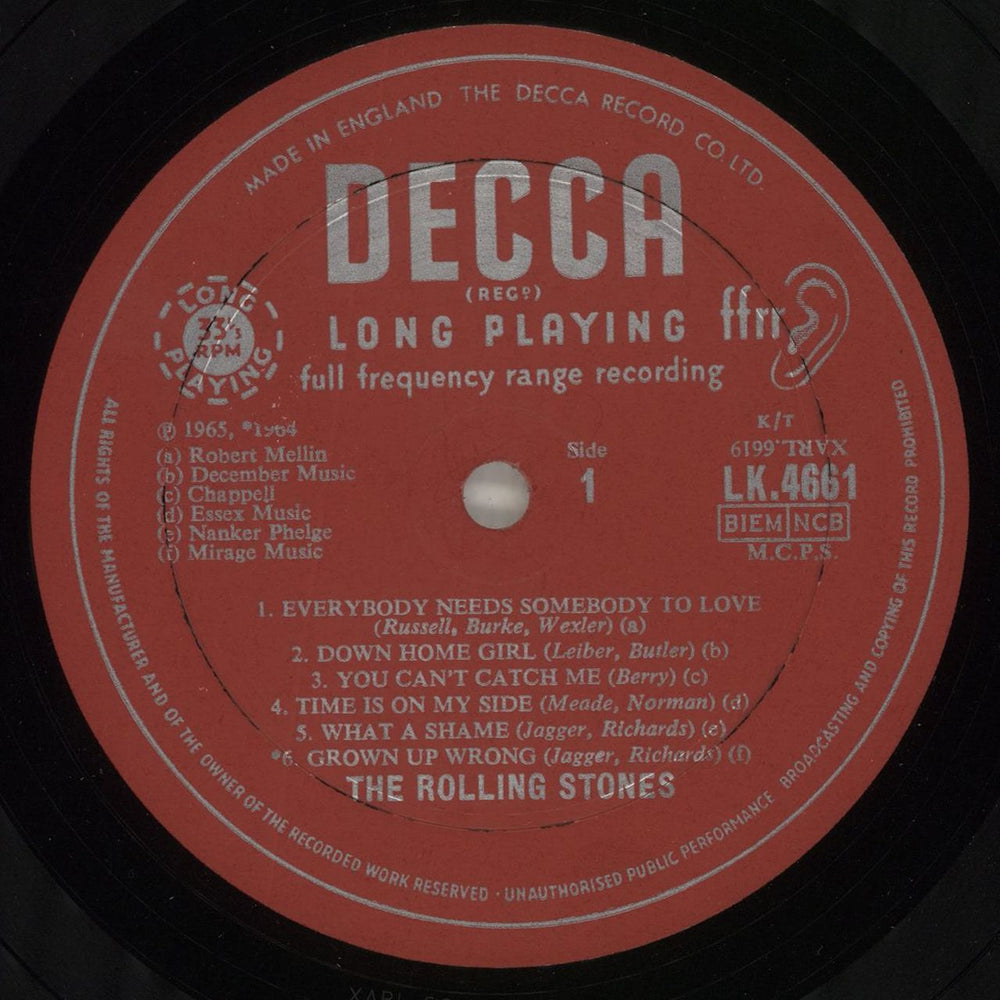 MADE IN ENGLAND THE DECCA RECORD CO. LTD.
DECCA
(REGD)
LONG PLAYING
ffrr
full frequency range recording
LONG
33⅓
RPM
PLAYING
℗ 1965, *1964
(a) Robert Mellin
(b) December Music
(c) Chappell
(d) Essex Music
(e) Nanker Phelge
(f) Mirage Music
Side
1
K/T
XARL.6619
LK.4661
BIEM NCB
M.C.P.S.
1. EVERYBODY NEEDS SOMEBODY TO LOVE
(Russell, Burke, Wexler) (a)
2. DOWN HOME GIRL (Leiber, Butler) (b)
3. YOU CAN'T CATCH ME (Berry) (c)
4. TIME IS ON MY SIDE (Meade, Norman) (d)
5. WHAT A SHAME (Jagger, Richards) (e)
*6. GROWN UP WRONG (Jagger, Richards) (f)
THE ROLLING STONES
ALL RIGHTS OF THE MANUFACTURER AND OF THE OWNER OF THE RECORDED WORK RESERVED · UNAUTHORISED PUBLIC PERFORMANCE BROADCASTING AND COPYING OF THIS RECORD PROHIBITED